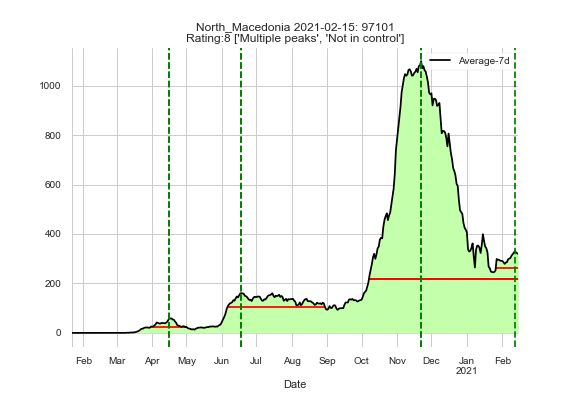 North_Macedonia 2021-02-15: 97101
Rating:8 ['Multiple peaks', 'Not in control']
Average-7d
1000
800
600
400
200
0
Feb Mar Apr May Jun Jul Aug Sep Oct Nov Dec Jan Feb
2021
Date